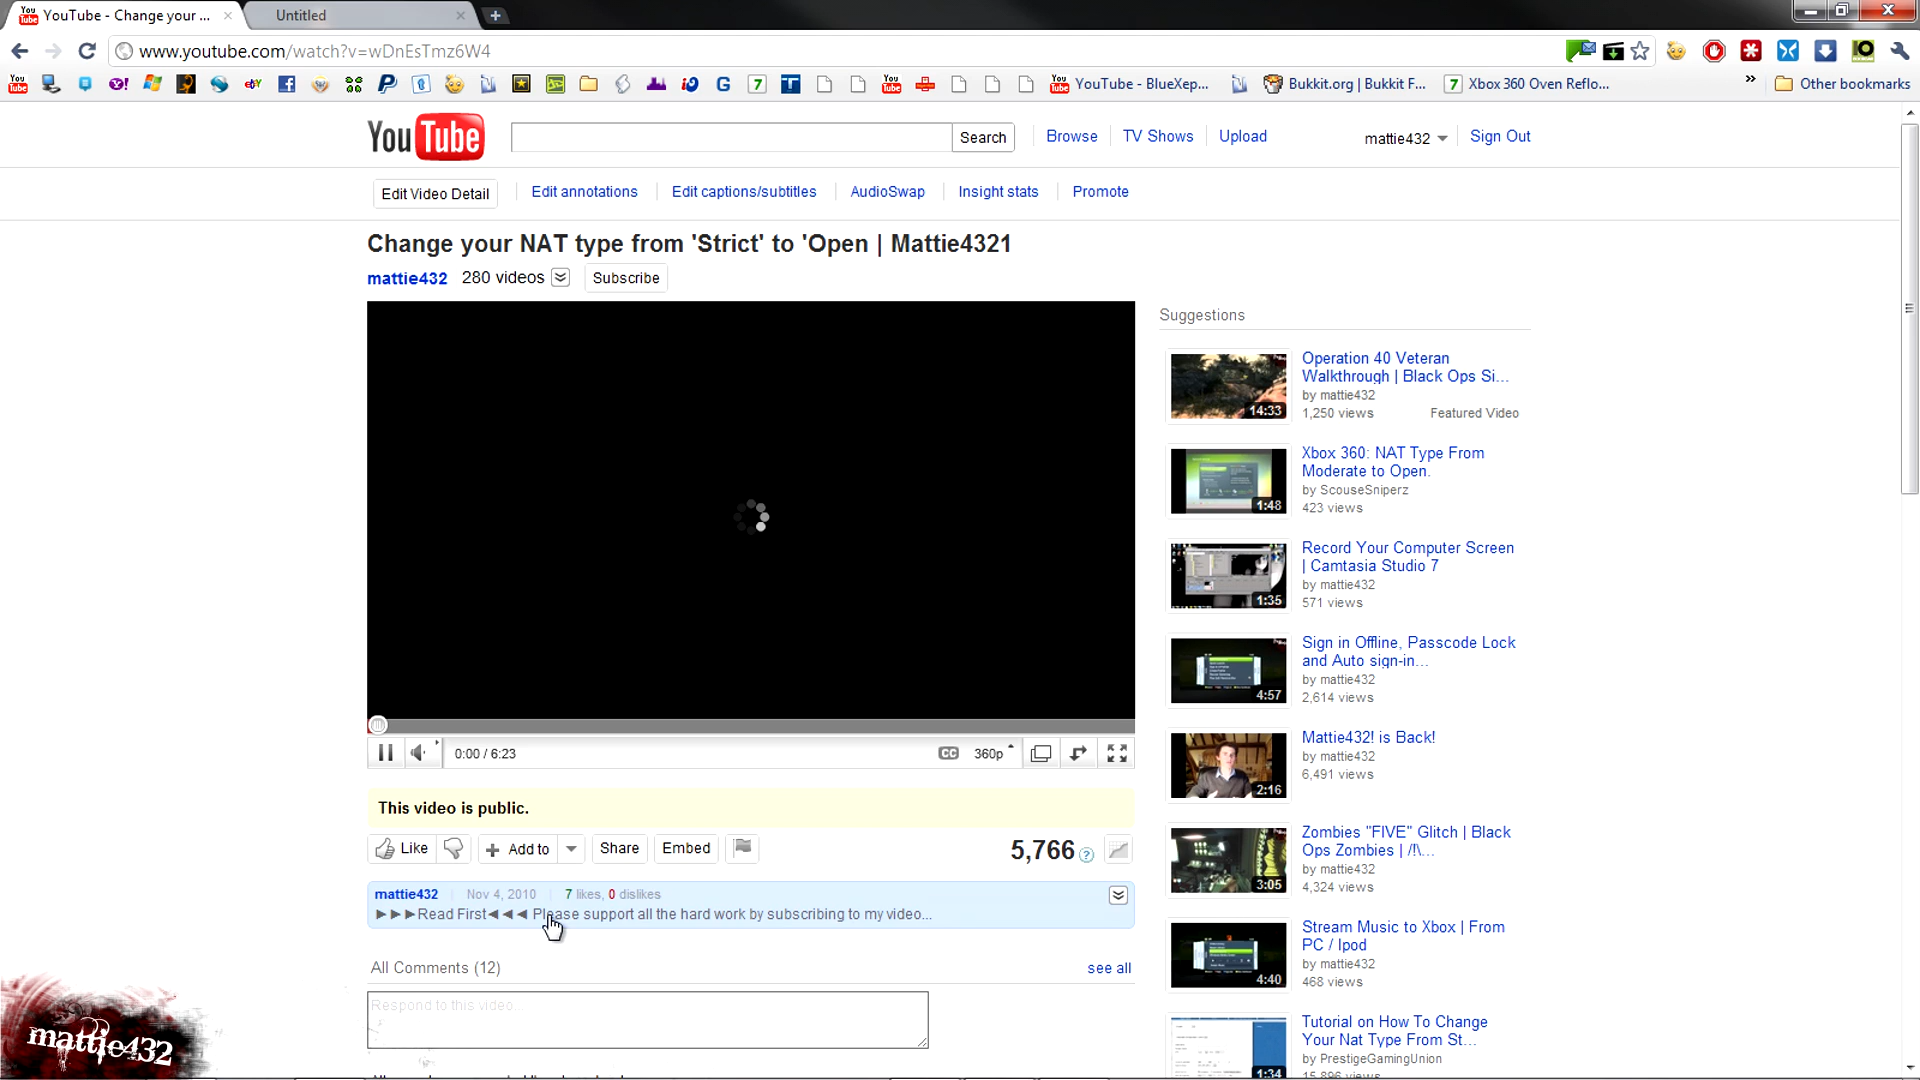 YouTube - Change your ...
Untitled
www.youtube.com/watch?v=wDnEsTmz6W4
YouTube - BlueXep...
Bukkit.org | Bukkit F...
Xbox 360 Oven Reflo...
Other bookmarks
YouTube
Search
Browse
TV Shows
Upload
mattie432
Sign Out
Edit Video Detail
Edit annotations
Edit captions/subtitles
AudioSwap
Insight stats
Promote
Change your NAT type from 'Strict' to 'Open | Mattie4321
mattie432 280 videos
Subscribe
0:00 / 6:23
CC
360p
This video is public.
Like
Add to
Share
Embed
5,766
mattie432
Nov 4, 2010
7 likes, 0 dislikes
►►►Read First◄◄◄ Please support all the hard work by subscribing to my video...
All Comments (12)
see all
Respond to this video...
Suggestions
14:33
Operation 40 Veteran
Walkthrough | Black Ops Si...
by mattie432
1,250 views
Featured Video
1:48
Xbox 360: NAT Type From
Moderate to Open.
by ScouseSniperz
423 views
1:35
Record Your Computer Screen
| Camtasia Studio 7
by mattie432
571 views
4:57
Sign in Offline, Passcode Lock
and Auto sign-in...
by mattie432
2,614 views
2:16
Mattie432! is Back!
by mattie432
6,491 views
3:05
Zombies "FIVE" Glitch | Black
Ops Zombies | /!\...
by mattie432
4,324 views
4:40
Stream Music to Xbox | From
PC / Ipod
by mattie432
468 views
1:34
Tutorial on How To Change
Your Nat Type From St...
by PrestigeGamingUnion
15,896 views
mattie432